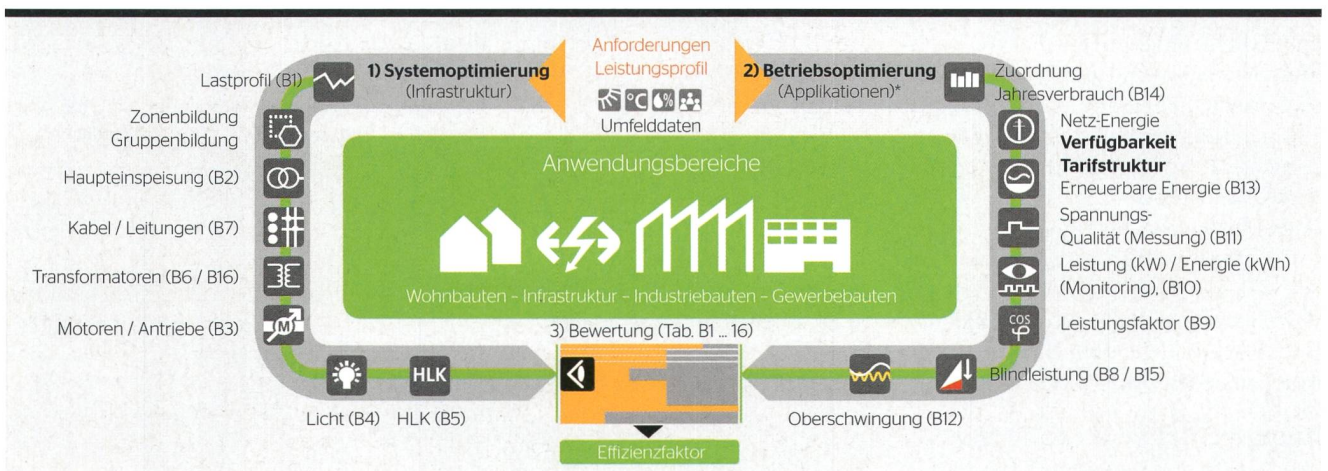 Anforderungen
Leistungsprofil
°C
%
Umfelddaten
1) Systemoptimierung
(Infrastruktur)
Lastprofil (B1)
Zonenbildung
Gruppenbildung
Haupteinspeisung (B2)
Kabel / Leitungen (B7)
Transformatoren (B6 / B16)
Motoren / Antriebe (B3)
M
Licht (B4)
HLK
HLK (B5)
2) Betriebsoptimierung
(Applikationen)*
Zuordnung
Jahresverbrauch (B14)
Netz-Energie
Verfügbarkeit
Tarifstruktur
Erneuerbare Energie (B13)
Spannungs-
Qualität (Messung) (B11)
Leistung (kW) / Energie (kWh)
(Monitoring), (B10)
cos
φ
Leistungsfaktor (B9)
Blindleistung (B8 / B15)
Oberschwingung (B12)
Anwendungsbereiche
Wohnbauten – Infrastruktur – Industriebauten – Gewerbebauten
3) Bewertung (Tab. B1 ... 16)
Effizienzfaktor